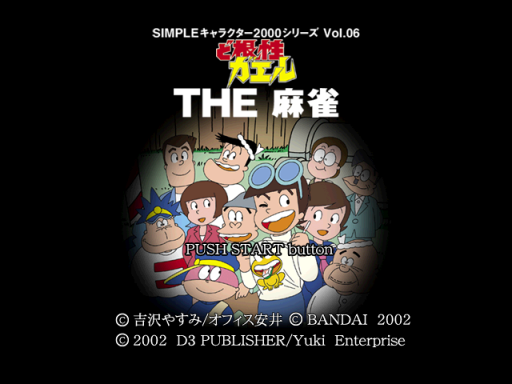 SIMPLEキャラクター2000シリーズ Vol.06
ど根性
ガエル
THE 麻雀
PUSH START button
© 吉沢やすみ/オフィス安井 © BANDAI 2002
© 2002 D3 PUBLISHER/Yuki Enterprise